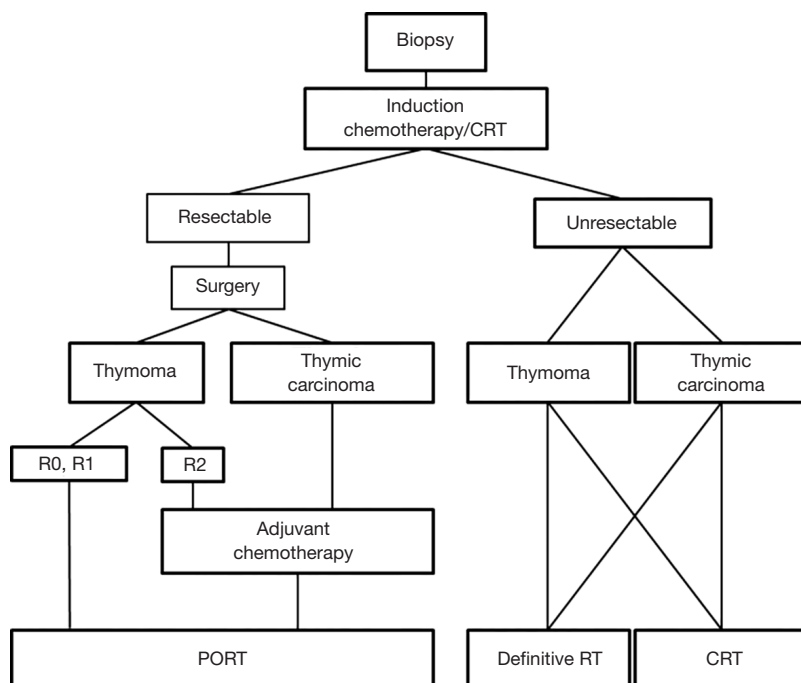 Biopsy
Induction
chemotherapy/CRT
Resectable
Unresectable
Surgery
Thymoma
Thymic
carcinoma
Thymoma
Thymic
carcinoma
R0, R1
R2
Adjuvant
chemotherapy
PORT
Definitive RT
CRT